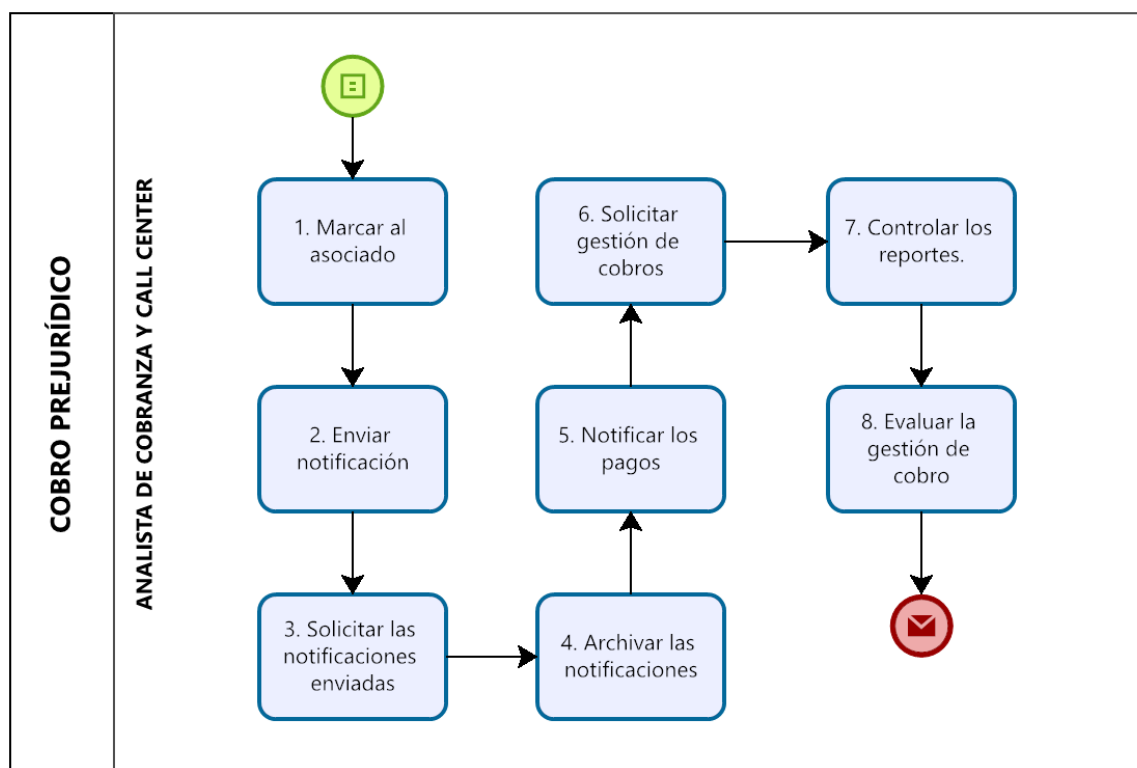 COBRO PREJURÍDICO
ANALISTA DE COBRANZA Y CALL CENTER
1. Marcar al
asociado
2. Enviar
notificación
3. Solicitar las
notificaciones
enviadas
4. Archivar las
notificaciones
5. Notificar los
pagos
6. Solicitar
gestión de
cobros
7. Controlar los
reportes.
8. Evaluar la
gestión de
cobro